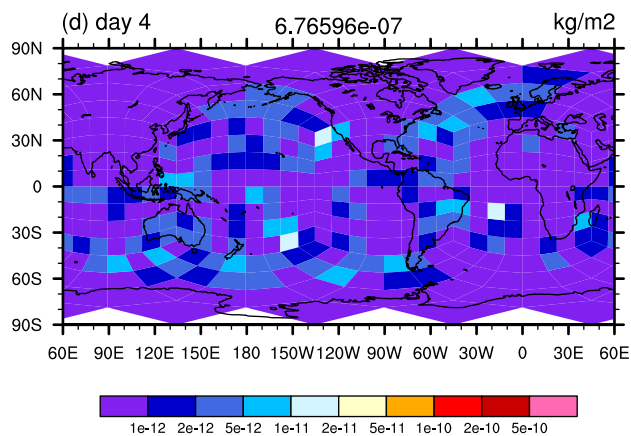 (d) day 4 6.76596e-07 kg/m2
90N
60N
30N
0
30S
60S
90S
60E 90E 120E 150E 180E 150W 120W 90W 60W 30W 0 30E 60E
1e-12 2e-12 5e-12 1e-11 2e-11 5e-11 1e-10 2e-10 5e-10